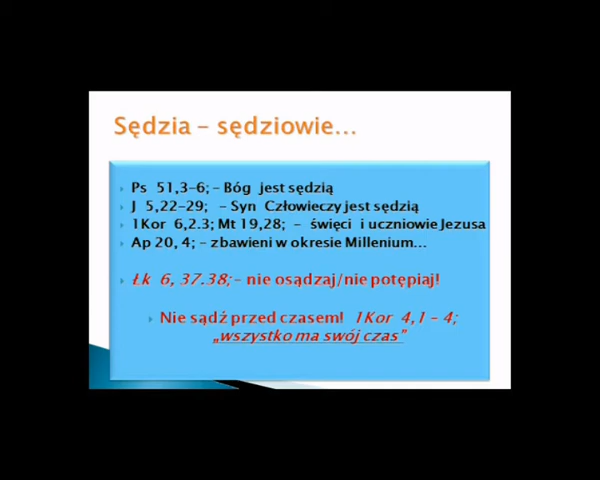 Sędzia – sędziowie...
Ps 51,3-6; - Bóg jest sędzią
J 5,22-29; - Syn Człowieczy jest sędzią
1Kor 6,2.3; Mt 19,28; - święci i uczniowie Jezusa
Ap 20, 4; - zbawieni w okresie Millenium...
Łk 6, 37.38; - nie osądzaj/nie potępiaj!
Nie sądź przed czasem! 1Kor 4,1 – 4;
„wszystko ma swój czas”